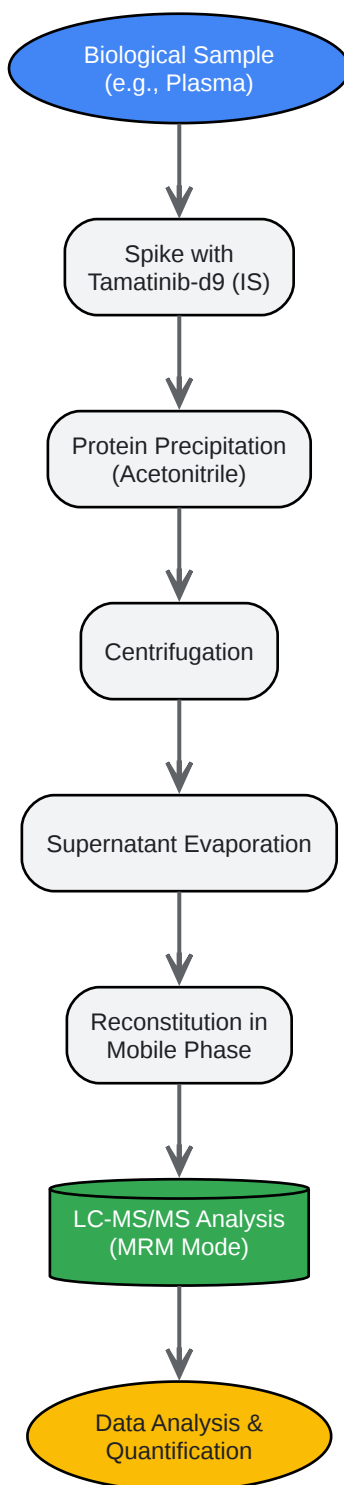 Biological Sample
(e.g., Plasma)
Spike with
Tamatinib-d9 (IS)
Protein Precipitation
(Acetonitrile)
Centrifugation
Supernatant Evaporation
Reconstitution in
Mobile Phase
LC-MS/MS Analysis
(MRM Mode)
Data Analysis &
Quantification